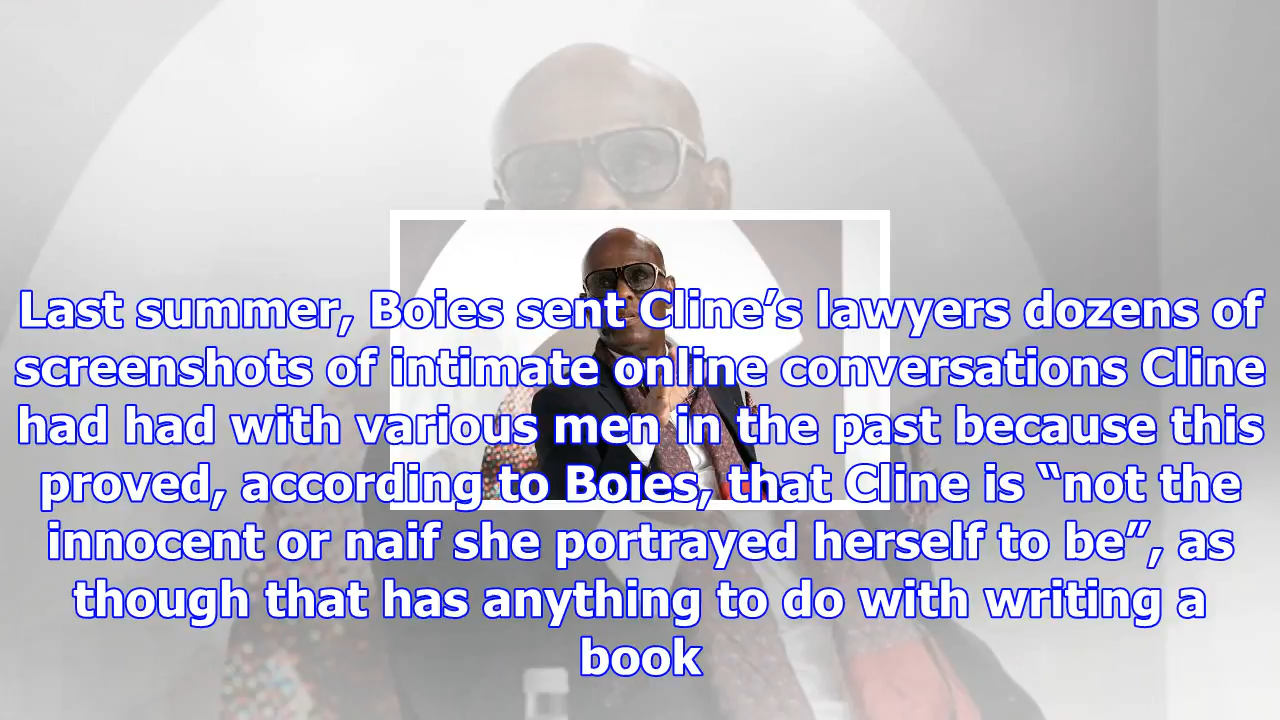 Last summer, Boies sent Cline’s lawyers dozens of
screenshots of intimate online conversations Cline
had had with various men in the past because this
proved, according to Boies, that Cline is “not the
innocent or naif she portrayed herself to be”, as
though that has anything to do with writing a
book